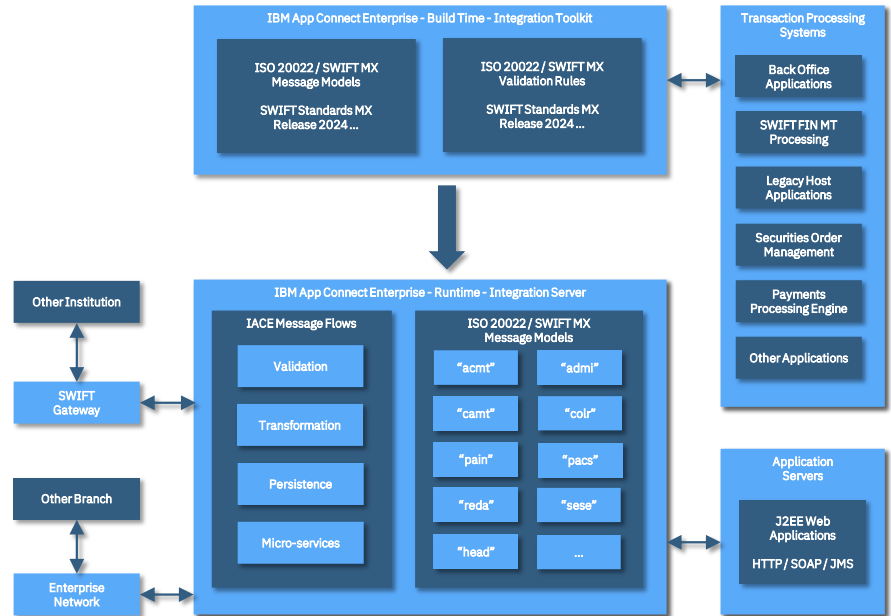 IBM App Connect Enterprise - Build Time - Integration Toolkit
ISO 20022 / SWIFT MX
Message Models
SWIFT Standards MX
Release 2024 ...
ISO 20022 / SWIFT MX
Validation Rules
SWIFT Standards MX
Release 2024 ...
Transaction Processing
Systems
Back Office
Applications
SWIFT FIN MT
Processing
Legacy Host
Applications
Securities Order
Management
Payments
Processing Engine
Other Applications
Other Institution
SWIFT
Gateway
Other Branch
Enterprise
Network
IBM App Connect Enterprise - Runtime - Integration Server
IACE Message Flows
Validation
Transformation
Persistence
Micro-services
ISO 20022 / SWIFT MX
Message Models
“acmt”
“admi”
“camt”
“colr”
“pain”
“pacs”
“reda”
“sese”
“head”
...
Application
Servers
J2EE Web
Applications
HTTP / SOAP / JMS